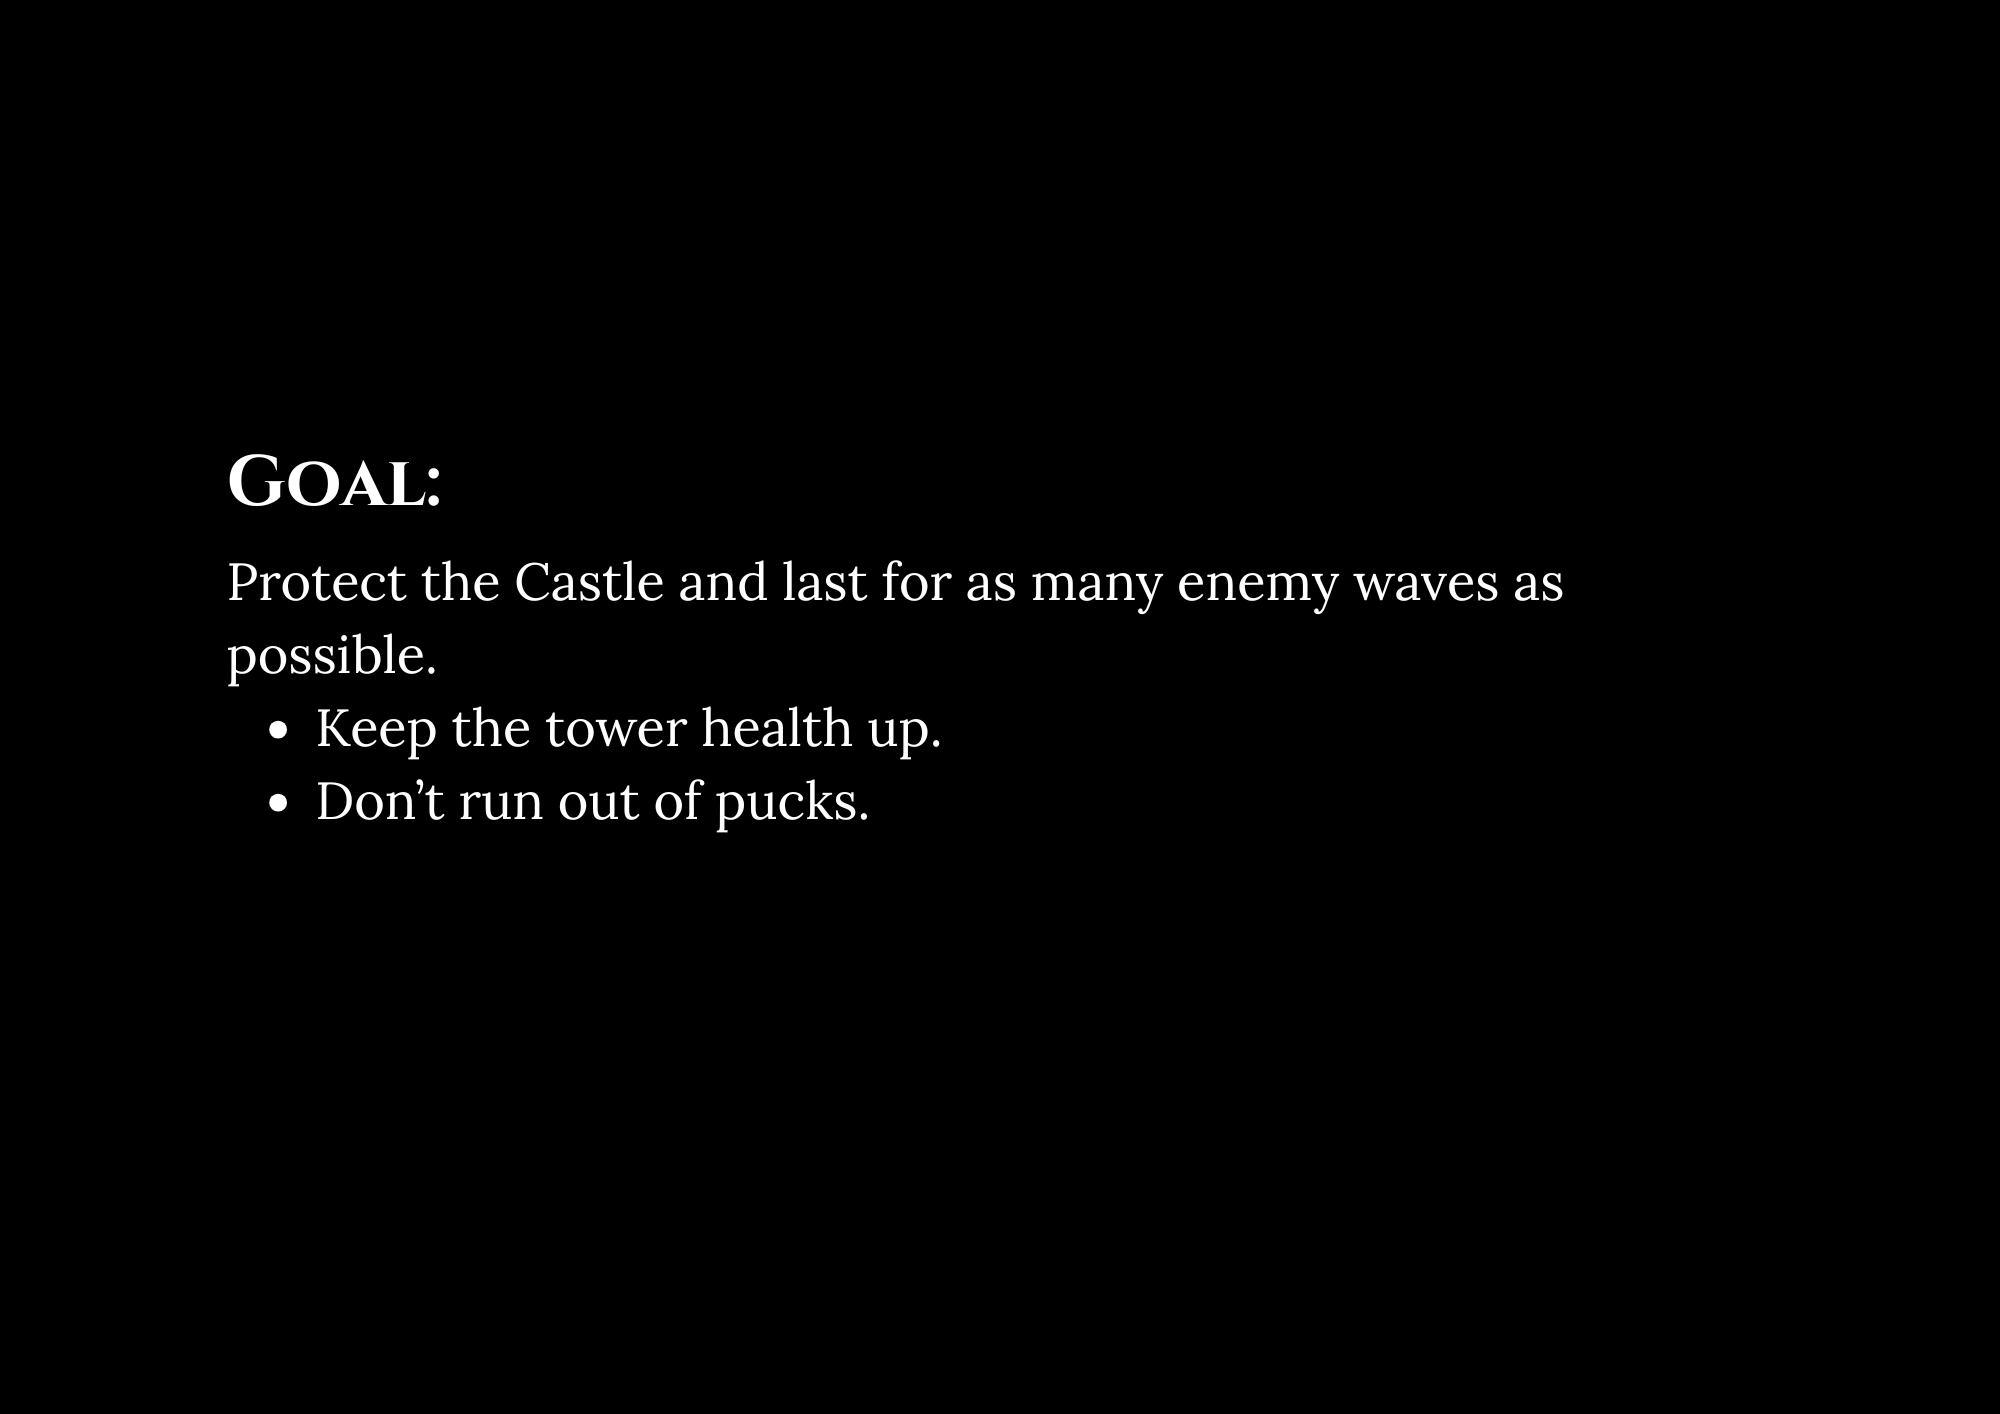 Goal:
Protect the Castle and last for as many enemy waves as
possible.
• Keep the tower health up.
• Don’t run out of pucks.